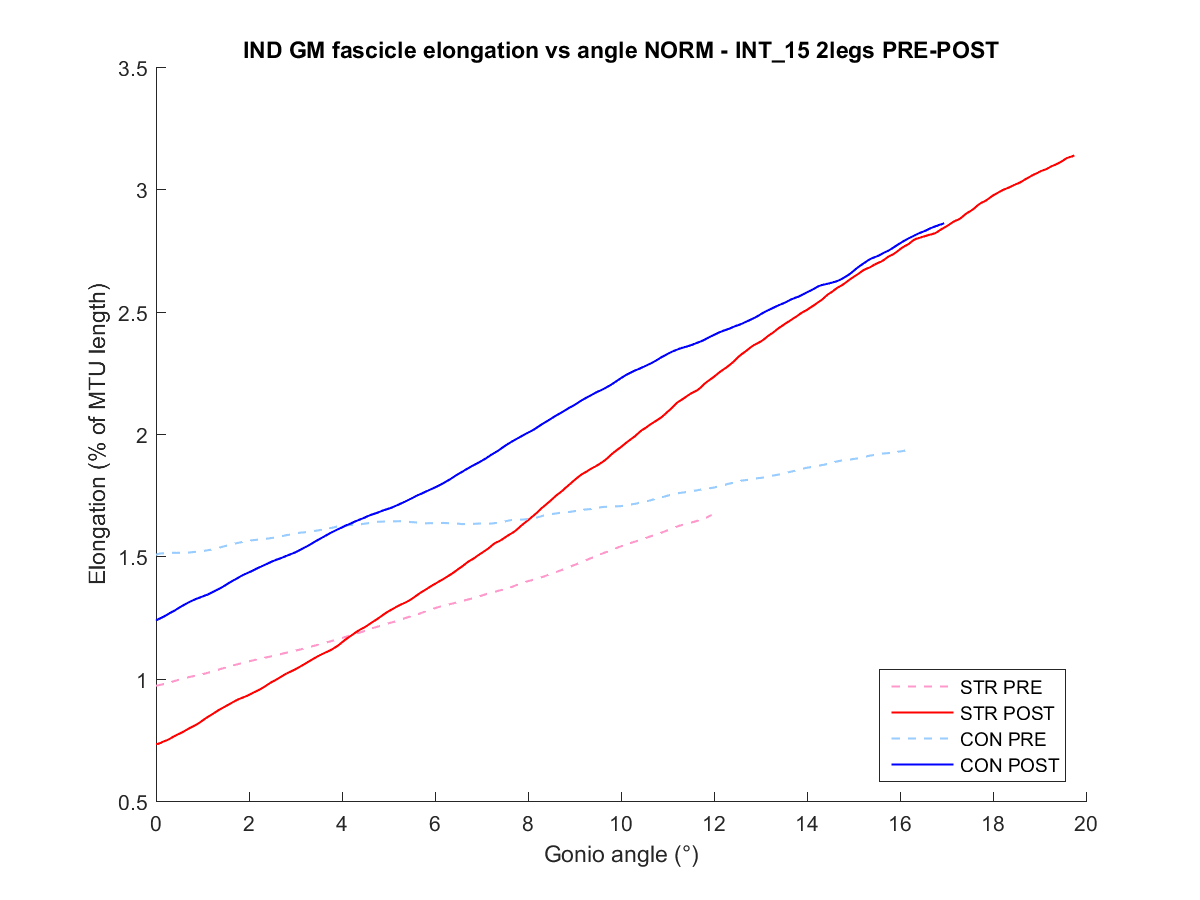 IND GM fascicle elongation vs angle NORM - INT_15 2legs PRE-POST
3.5
3
2.5
2
1.5
1
0.5
Elongation (% of MTU length)
0 2 4 6 8 10 12 14 16 18 20
Gonio angle (°)
STR PRE
STR POST
CON PRE
CON POST